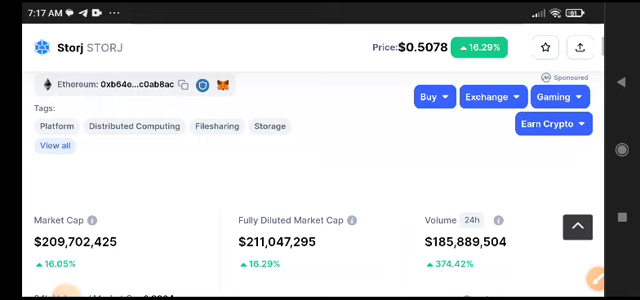 7:17 AM
61
Storj STORJ
Price:$0.5078
16.29%
Ethereum: 0xb64e...c0ab8ac
Sponsored
Buy
Exchange
Gaming
Earn Crypto
Tags:
Platform
Distributed Computing
Filesharing
Storage
View all
Market Cap
Fully Diluted Market Cap
Volume 24h
$209,702,425
$211,047,295
$185,889,504
16.05%
16.29%
374.42%